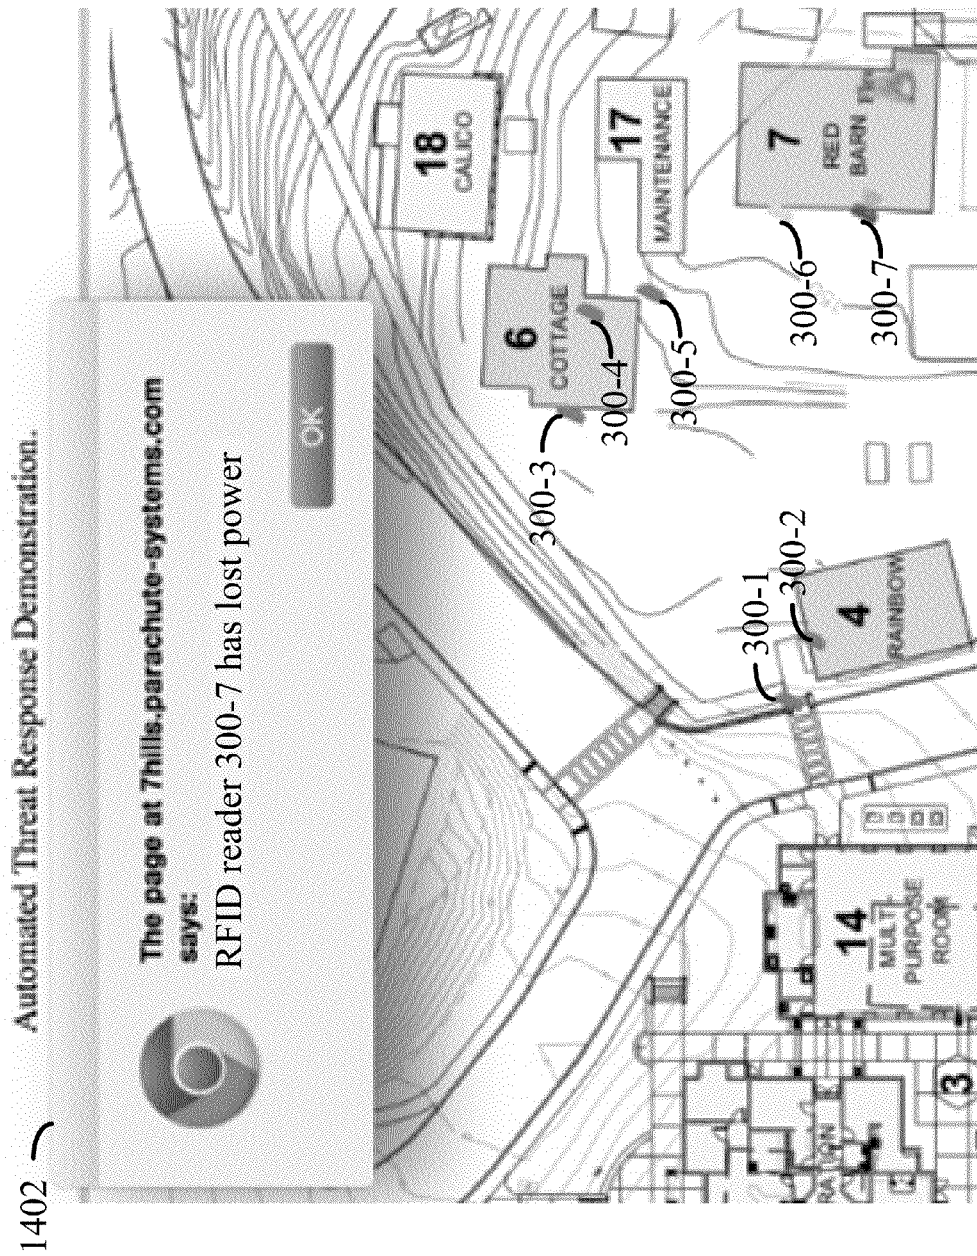 1402
Automated Threat Response Demonstration.
The page at 7hills.parachute-systems.com
says:
RFID reader 300-7 has lost power
OK
18
CALICO
6
COTTAGE
300-3
300-4
17
MAINTENANCE
300-5
7
RED
BARN
300-6
300-7
300-1
300-2
4
RAINBOW
14
MULTI
PURPOSE
ROOM
3